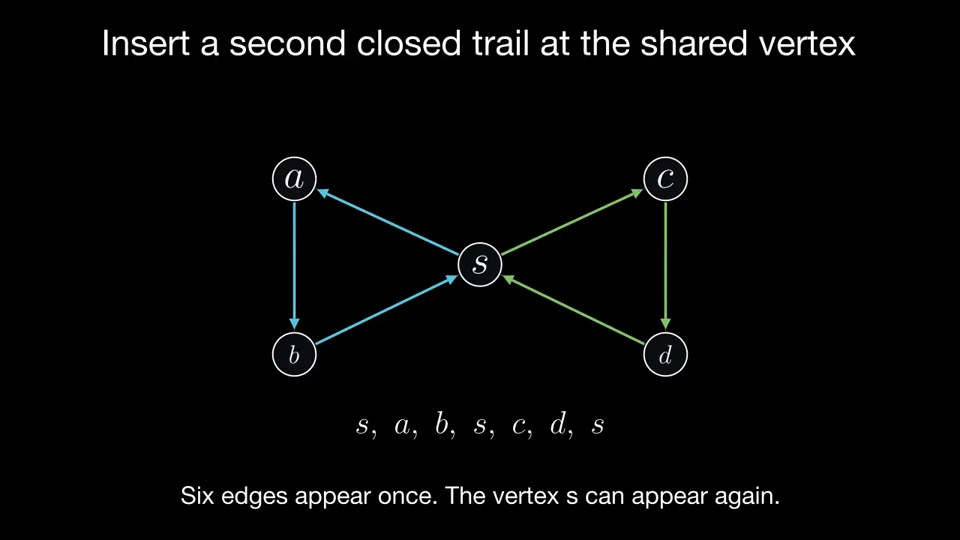 Insert a second closed trail at the shared vertex
a
c
s
b
d
s, a, b, s, c, d, s
Six edges appear once. The vertex s can appear again.